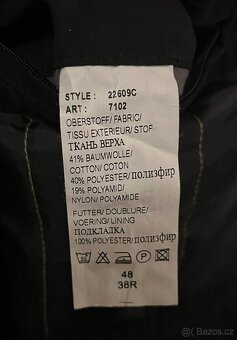 STYLE: 22609C
ART: 7102
OBERSTOFF/FABRIC/
TISSU EXTERIEUR/STOF:
ТКАНЬ ВЕРХА
41% BAUMWOLLE/
COTTON/COTON
40% POLYESTER/полиэфир
19% POLYAMID/
NYLON/POLYAMIDE
FUTTER/DOUBLURE/
VOERING/LINING
ПОДКЛАДКА
100% POLYESTER/полиэфир
48
38R
© Bazos.cz